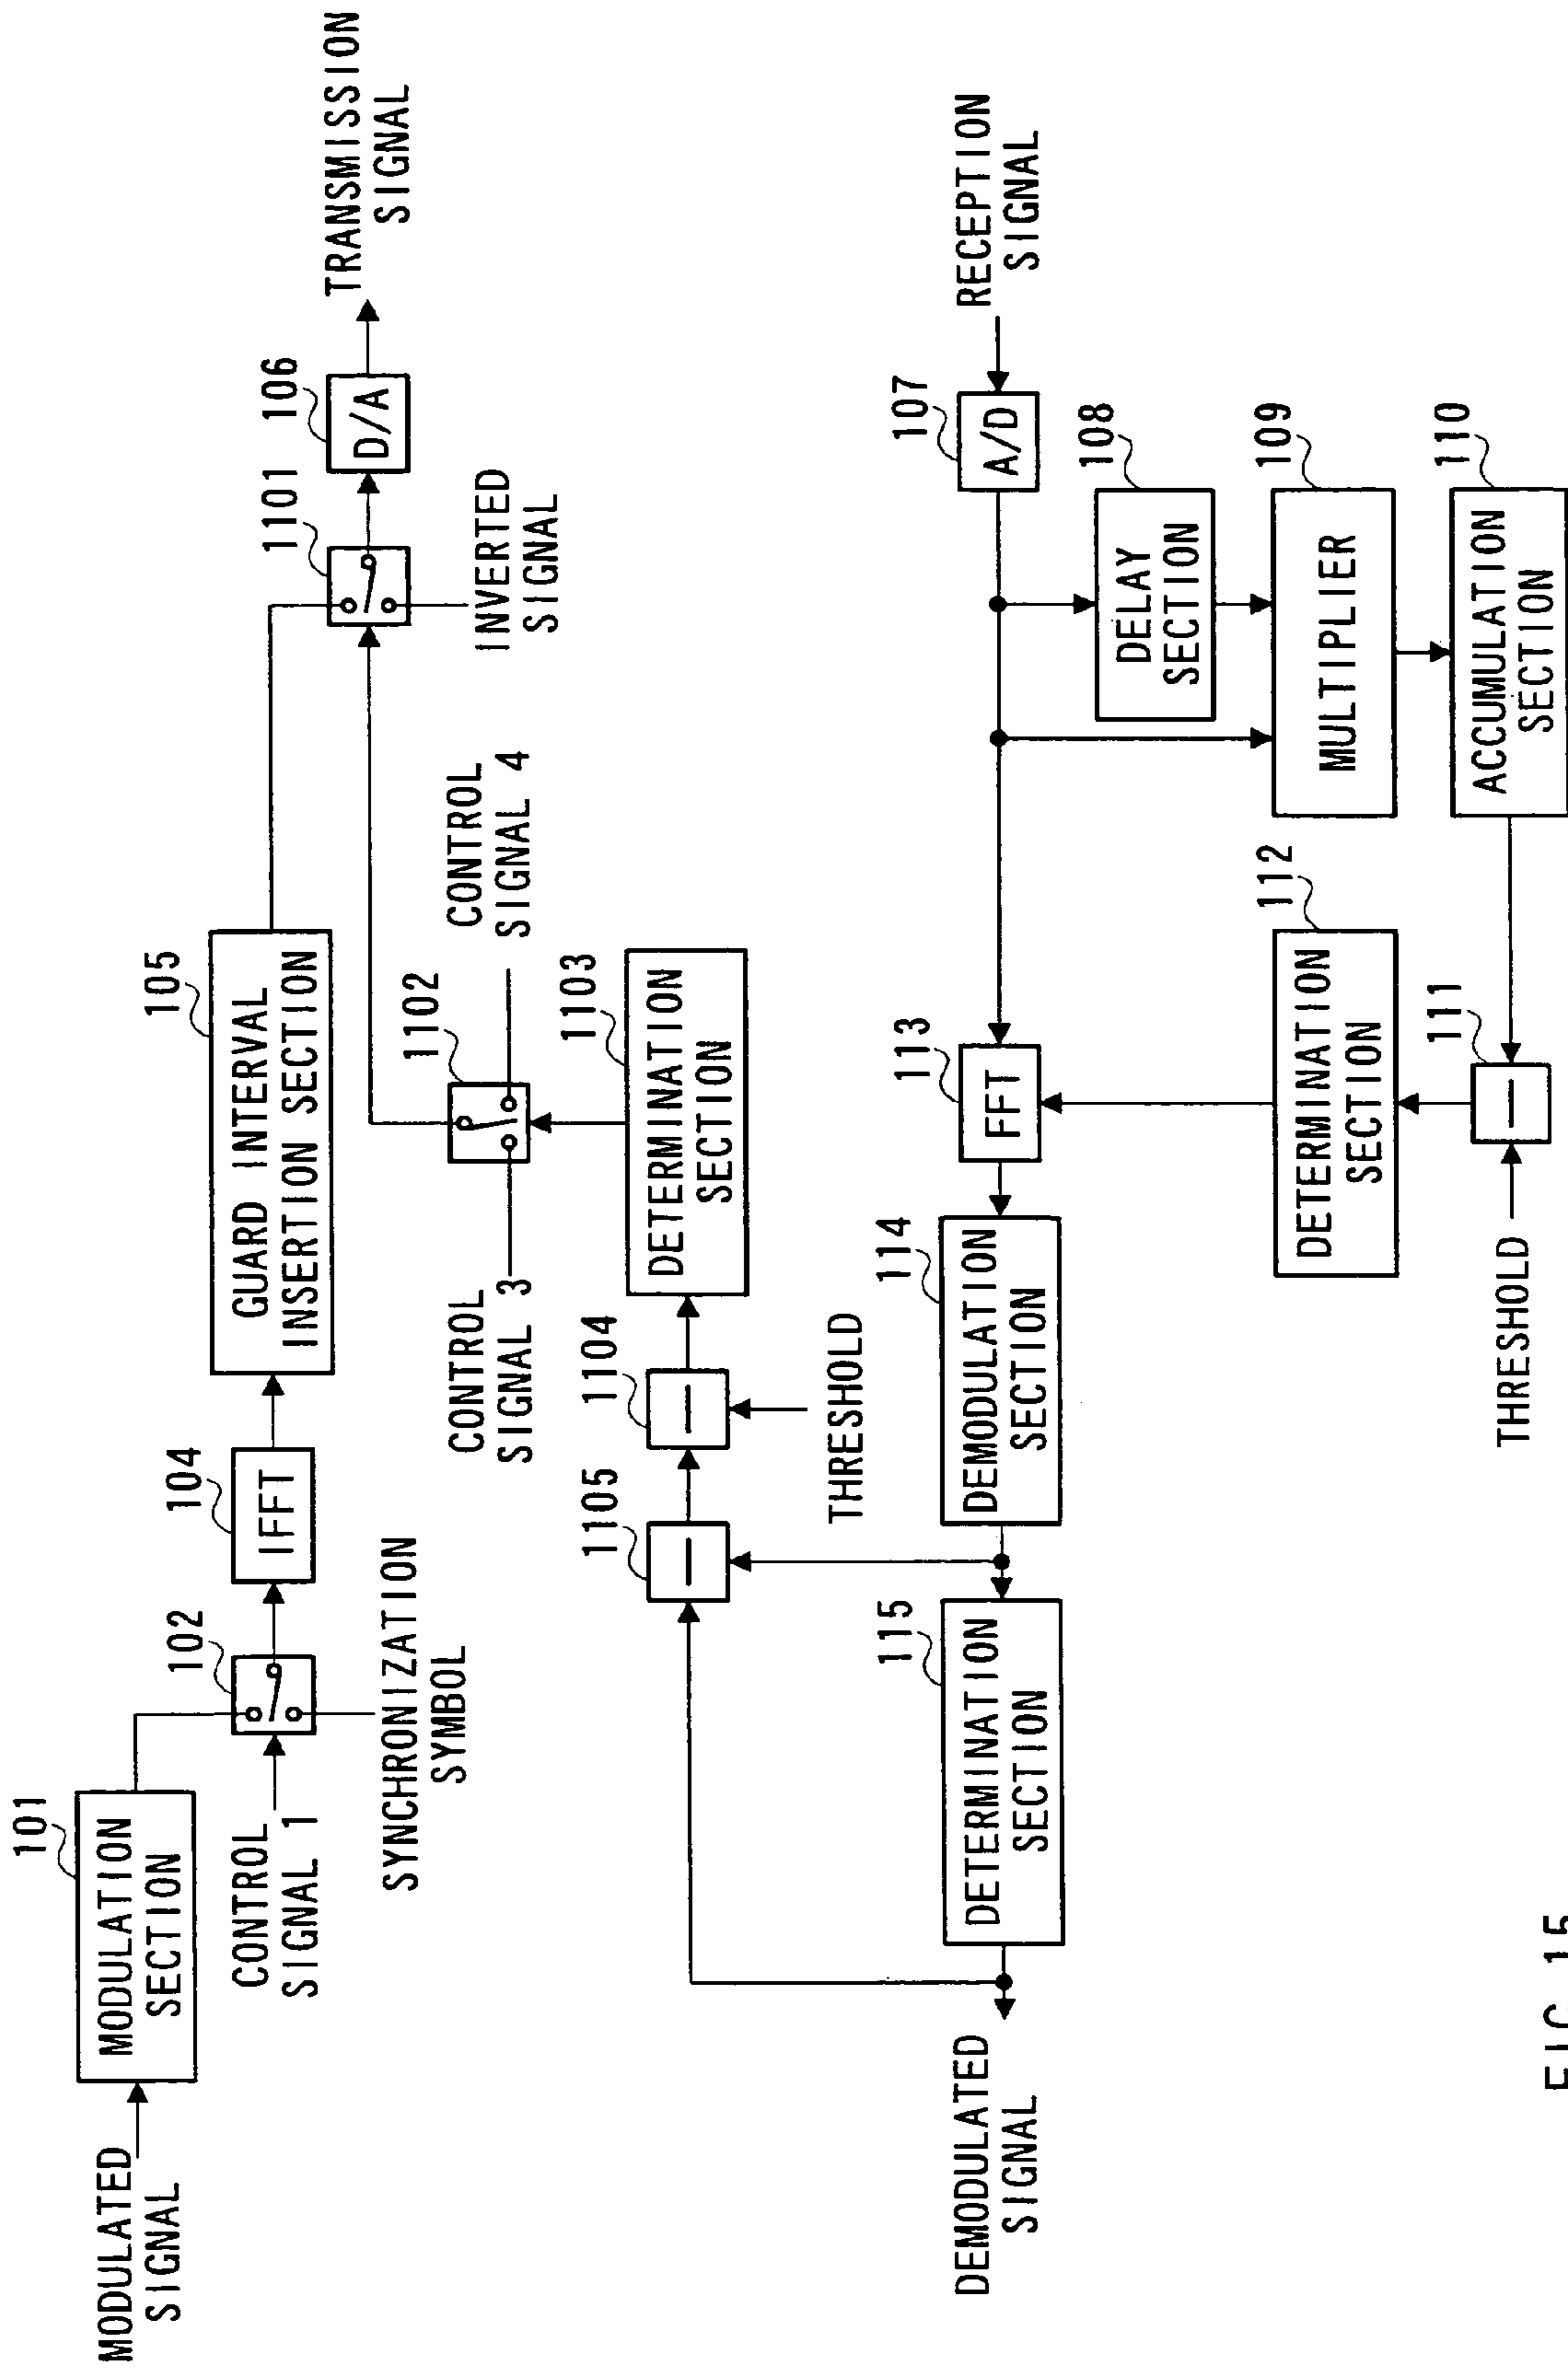 MODULATED
SIGNAL
101
MODULATION
SECTION
CONTROL
SIGNAL 1
102
SYNCHRONIZATION
SYMBOL
104
IFFT
105
GUARD INTERVAL
INSERTION SECTION
1101
INVERTED
SIGNAL
106
D/A
TRANSMISSION
SIGNAL
CONTROL
SIGNAL 3
1102
CONTROL
SIGNAL 4
1105
1104
THRESHOLD
1103
DETERMINATION
SECTION
DEMODULATED
SIGNAL
115
DETERMINATION
SECTION
114
DEMODULATION
SECTION
113
FFT
107
A/D
RECEPTION
SIGNAL
108
DELAY
SECTION
109
MULTIPLIER
110
ACCUMULATION
SECTION
112
DETERMINATION
SECTION
111
THRESHOLD
FIG. 15